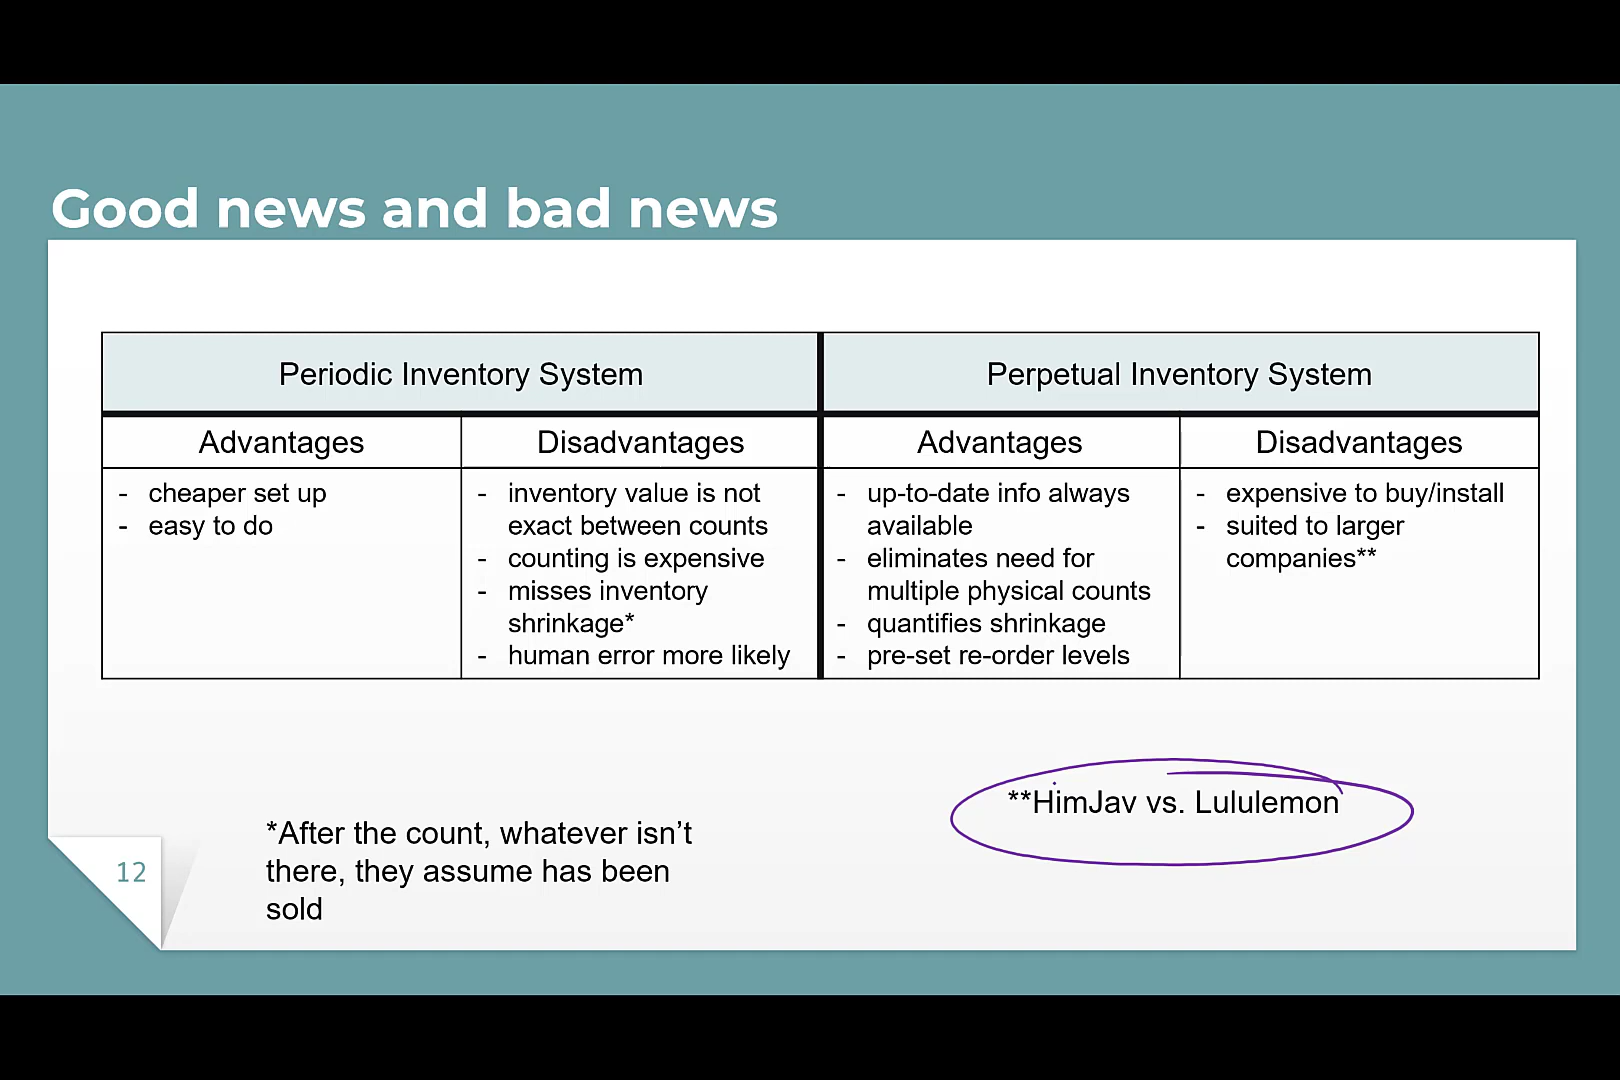 Good news and bad news
Periodic Inventory System
Perpetual Inventory System
Advantages
Disadvantages
Advantages
Disadvantages
- cheaper set up
- easy to do
- inventory value is not
exact between counts
- counting is expensive
- misses inventory
shrinkage*
- human error more likely
- up-to-date info always
available
- eliminates need for
multiple physical counts
- quantifies shrinkage
- pre-set re-order levels
- expensive to buy/install
- suited to larger
companies**
**HimJav vs. Lululemon
*After the count, whatever isn't
there, they assume has been
sold
12